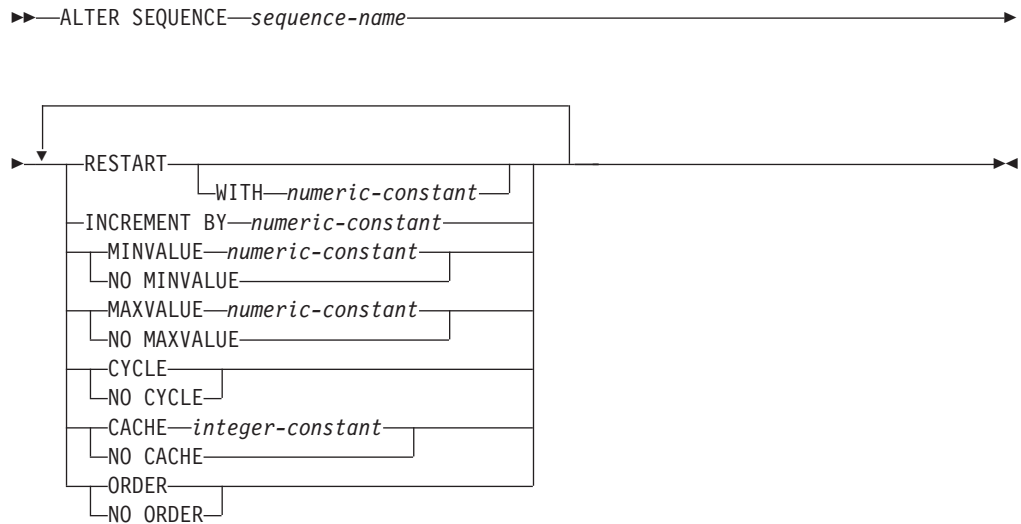 ALTER SEQUENCE sequence-name
RESTART
WITH numeric-constant
INCREMENT BY numeric-constant
MINVALUE numeric-constant
NO MINVALUE
MAXVALUE numeric-constant
NO MAXVALUE
CYCLE
NO CYCLE
CACHE integer-constant
NO CACHE
ORDER
NO ORDER